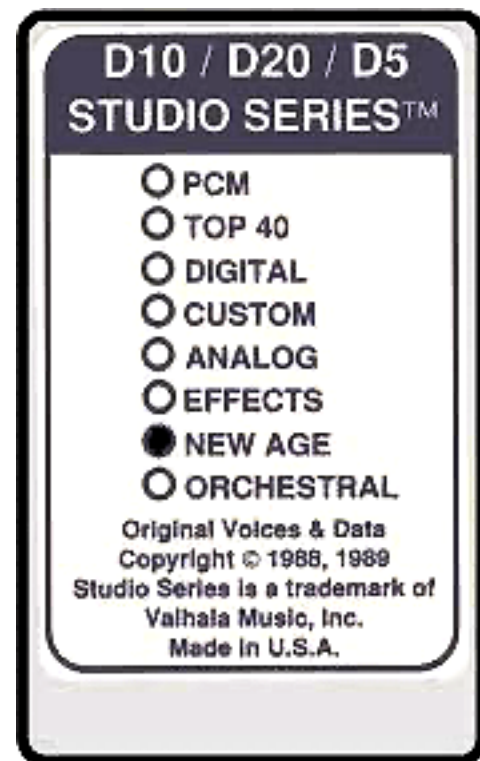 D10 / D20 / D5
STUDIO SERIES™
PCM
TOP 40
DIGITAL
CUSTOM
ANALOG
EFFECTS
NEW AGE
ORCHESTRAL
Original Voices & Data
Copyright © 1988, 1989
Studio Series is a trademark of
Valhala Music, Inc.
Made in U.S.A.